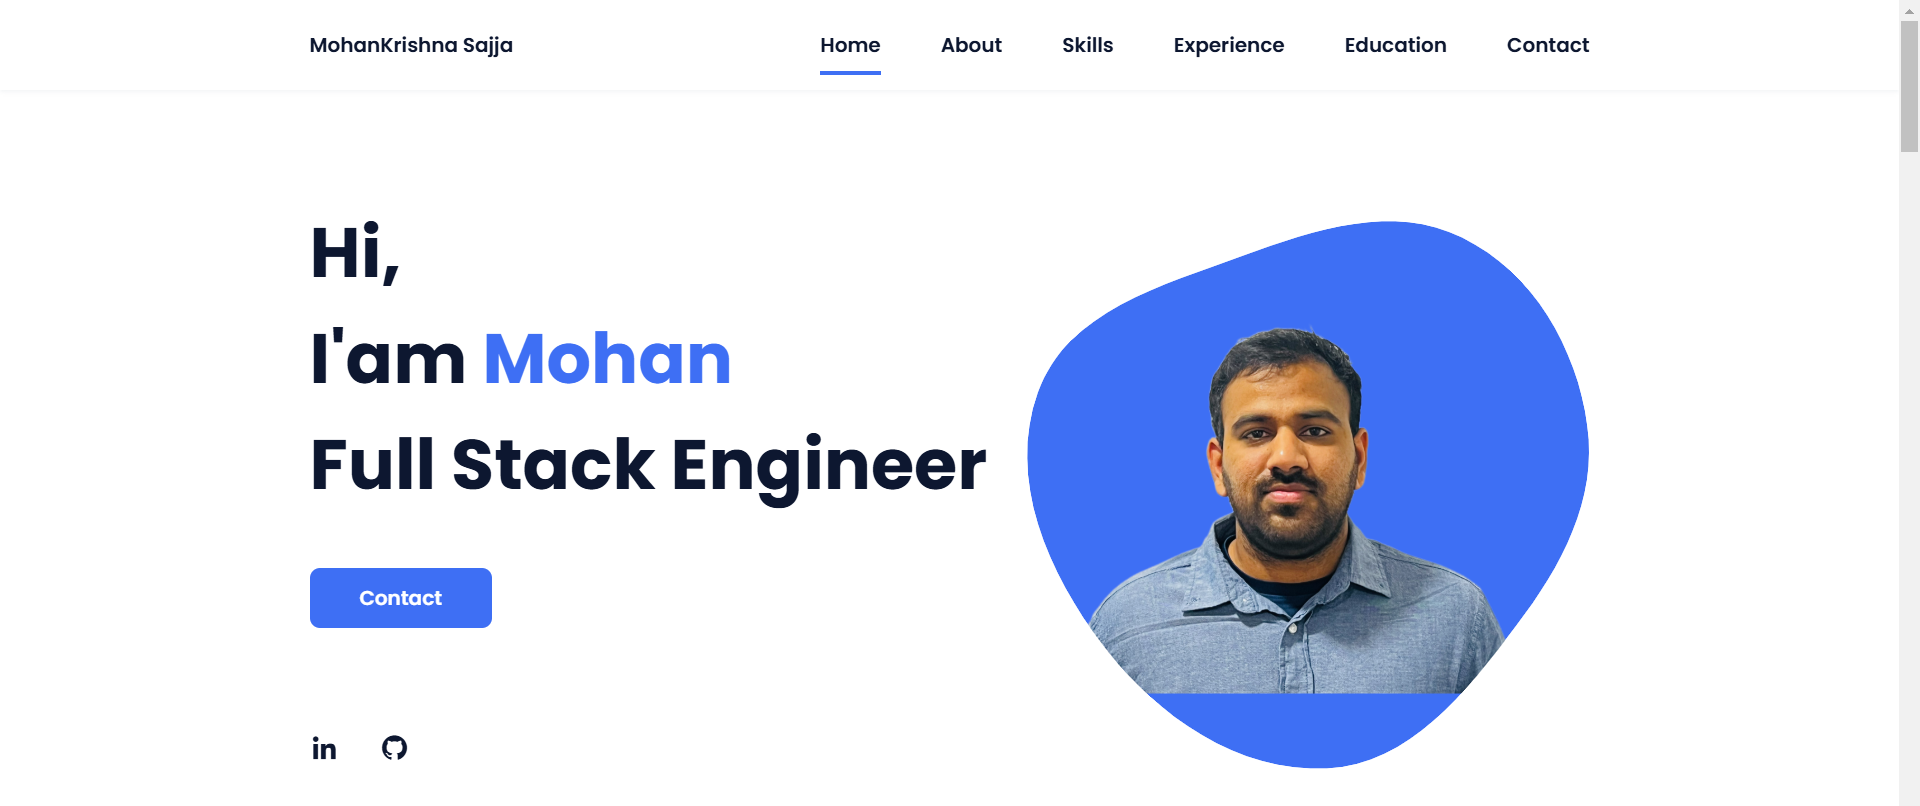 MohanKrishna Sajja
Home About Skills Experience Education Contact
Hi,
I'am Mohan
Full Stack Engineer
Contact
in